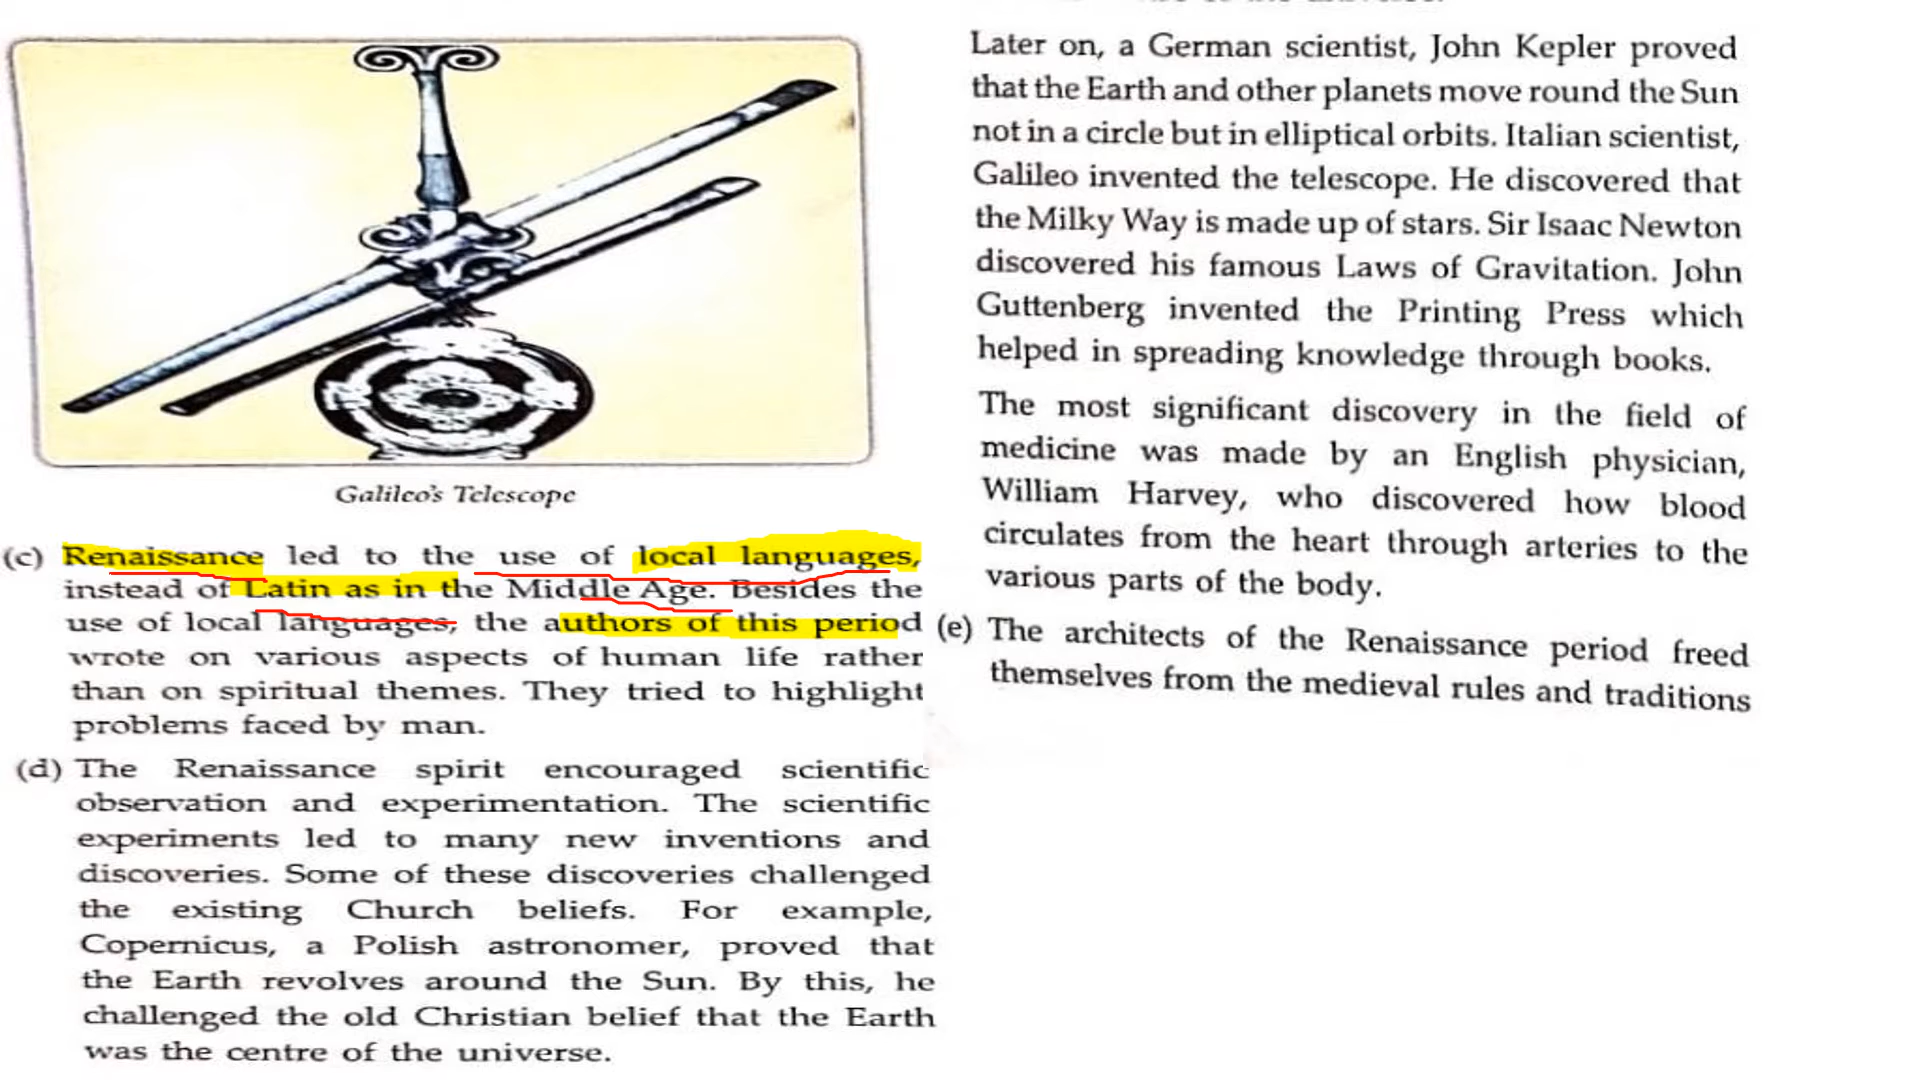 Galileo's Telescope
(c) Renaissance led to the use of local languages,
instead of Latin as in the Middle Age. Besides the
use of local languages, the authors of this period
wrote on various aspects of human life rather
than on spiritual themes. They tried to highlight
problems faced by man.
(d) The Renaissance spirit encouraged scientific
observation and experimentation. The scientific
experiments led to many new inventions and
discoveries. Some of these discoveries challenged
the existing Church beliefs. For example,
Copernicus, a Polish astronomer, proved that
the Earth revolves around the Sun. By this, he
challenged the old Christian belief that the Earth
was the centre of the universe.
Later on, a German scientist, John Kepler proved
that the Earth and other planets move round the Sun
not in a circle but in elliptical orbits. Italian scientist,
Galileo invented the telescope. He discovered that
the Milky Way is made up of stars. Sir Isaac Newton
discovered his famous Laws of Gravitation. John
Guttenberg invented the Printing Press which
helped in spreading knowledge through books.
The most significant discovery in the field of
medicine was made by an English physician,
William Harvey, who discovered how blood
circulates from the heart through arteries to the
various parts of the body.
(e) The architects of the Renaissance period freed
themselves from the medieval rules and traditions